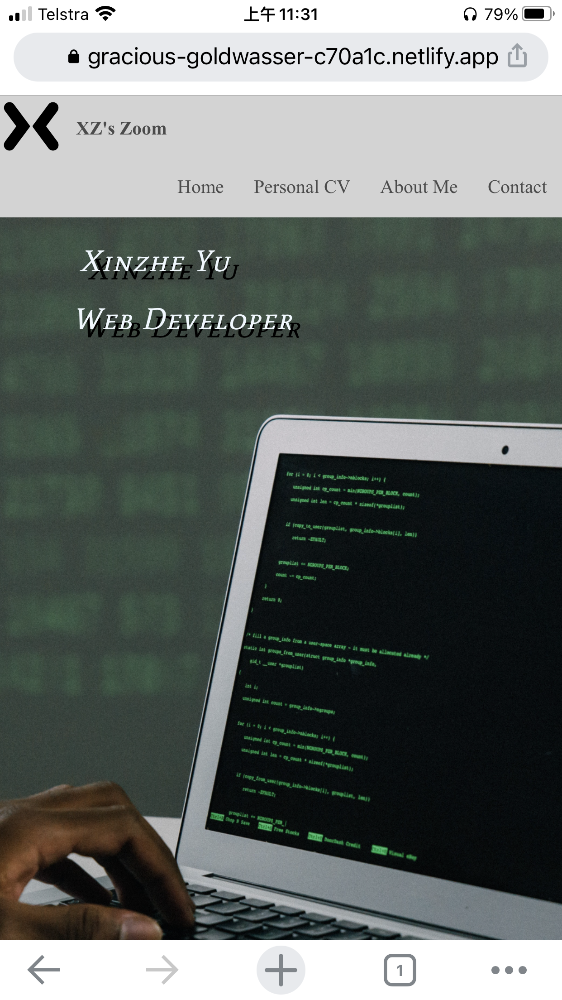 Telstra 上午 11:31 79%
gracious-goldwasser-c70a1c.netlify.app
XZ's Zoom
Home Personal CV About Me Contact
Xinzhe Yu
Web Developer
for (i = 0; i < group_info->nblocks; i++) {
unsigned int cp_count = min(NGROUPS_PER_BLOCK, count);
unsigned int len = cp_count * sizeof(*grouplist);
if (copy_to_user(grouplist, group_info->blocks[i], len))
return -EFAULT;
grouplist += NGROUPS_PER_BLOCK;
count -= cp_count;
}
return 0;
}
/* fill a group_info from a user-space array - it must be allocated already */
static int groups_from_user(struct group_info *group_info,
gid_t __user *grouplist)
{
int i;
unsigned int count = group_info->ngroups;
for (i = 0; i < group_info->nblocks; i++) {
unsigned int cp_count = min(NGROUPS_PER_BLOCK, count);
unsigned int len = cp_count * sizeof(*grouplist);
if (copy_from_user(group_info->blocks[i], grouplist, len))
return -EFAULT;
grouplist += NGROUPS_PER_
Shop N Save Free Stocks DoorDash Credit Visual eBay
1